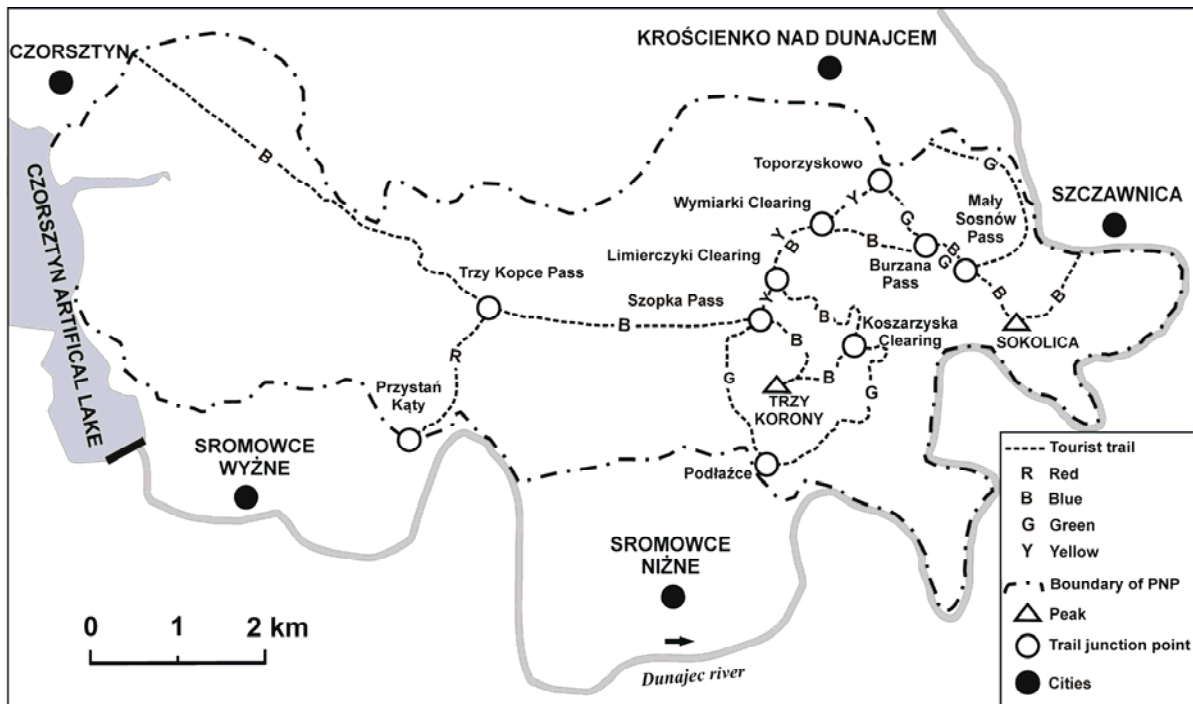 CZORSZTYN
KROŚCIENKO NAD DUNAJCEM
B
Toporzyskowo
G
CZORSZTYN ARTIFICAL LAKE
Wymiarki Clearing
Y
G
Mały
Sosnów
Pass
SZCZAWNICA
Limierczyki Clearing
Y
B
B
B
G
Burzana
Pass
Trzy Kopce Pass
Szopka Pass
Y
B
B
B
B
Koszarzyska
Clearing
SOKOLICA
B
R
Przystań
Kąty
G
B
G
TRZY
KORONY
SROMOWCE
WYŻNE
Podłaźce
SROMOWCE
NIŻNE
Dunajec river
0 1 2 km
Tourist trail
R Red
B Blue
G Green
Y Yellow
Boundary of PNP
Peak
Trail junction point
Cities